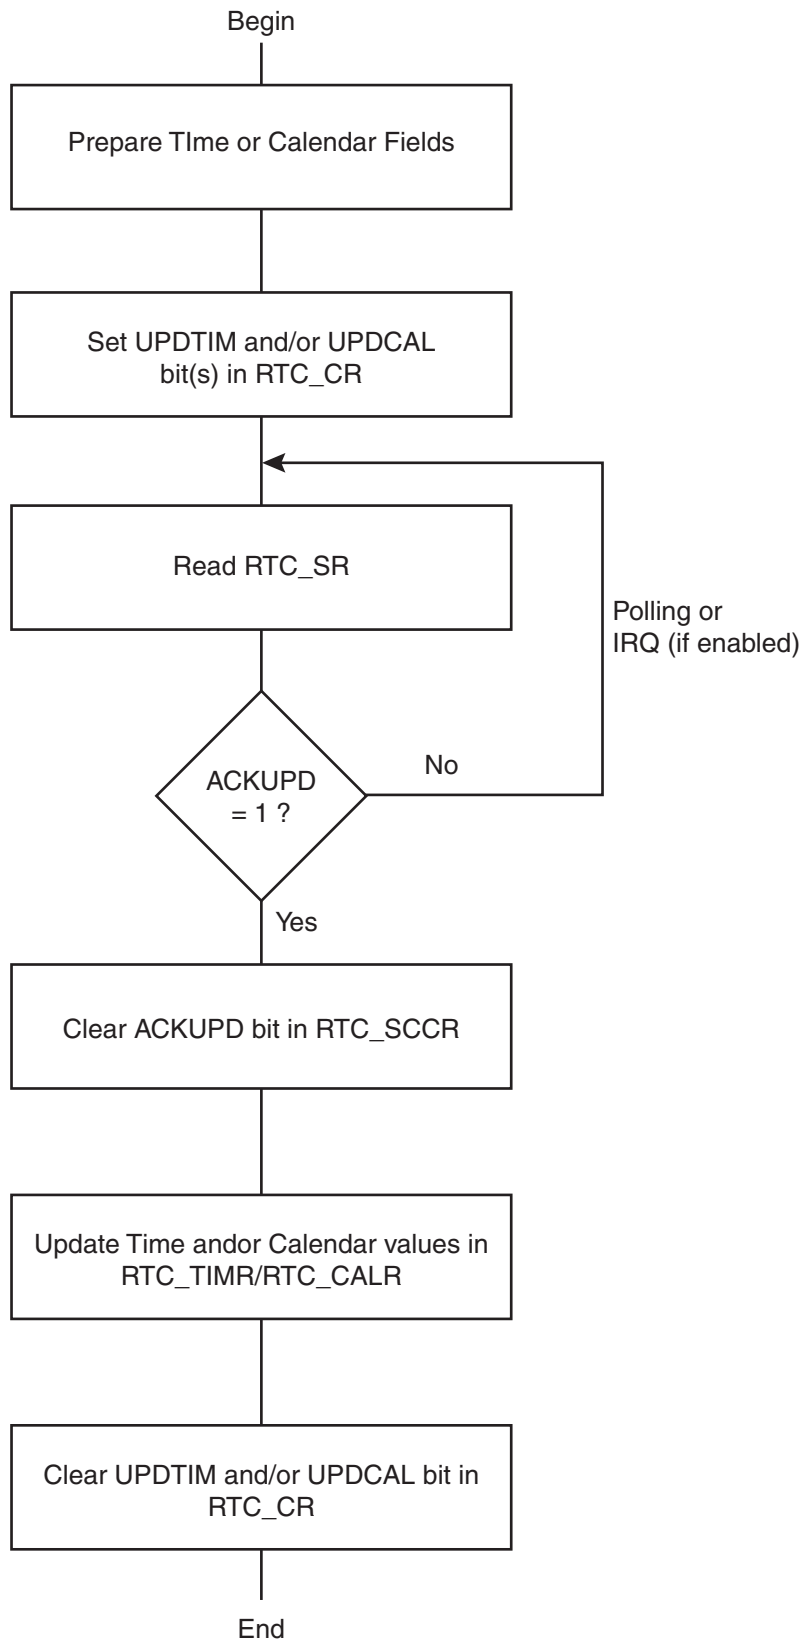 Begin
Prepare TIme or Calendar Fields
Set UPDTIM and/or UPDCAL
bit(s) in RTC_CR
Read RTC_SR
Polling or
IRQ (if enabled)
ACKUPD
= 1 ?
No
Yes
Clear ACKUPD bit in RTC_SCCR
Update Time andor Calendar values in
RTC_TIMR/RTC_CALR
Clear UPDTIM and/or UPDCAL bit in
RTC_CR
End